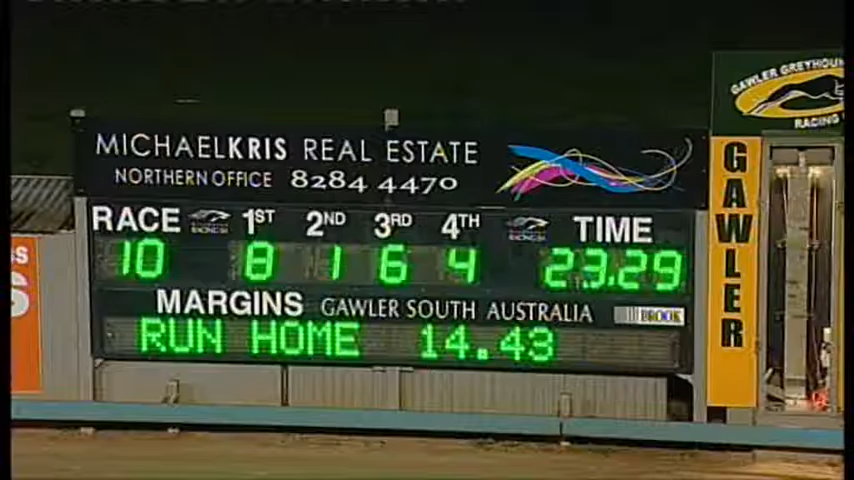 GAWLER GREYHOUND
RACING
MICHAELKRIS REAL ESTATE
NORTHERN OFFICE 8284 4470
GAWLER
RACE 1ST 2ND 3RD 4TH TIME
10 8 1 6 4 23.29
MARGINS GAWLER SOUTH AUSTRALIA BROOK
RUN HOME 14.43
S
S